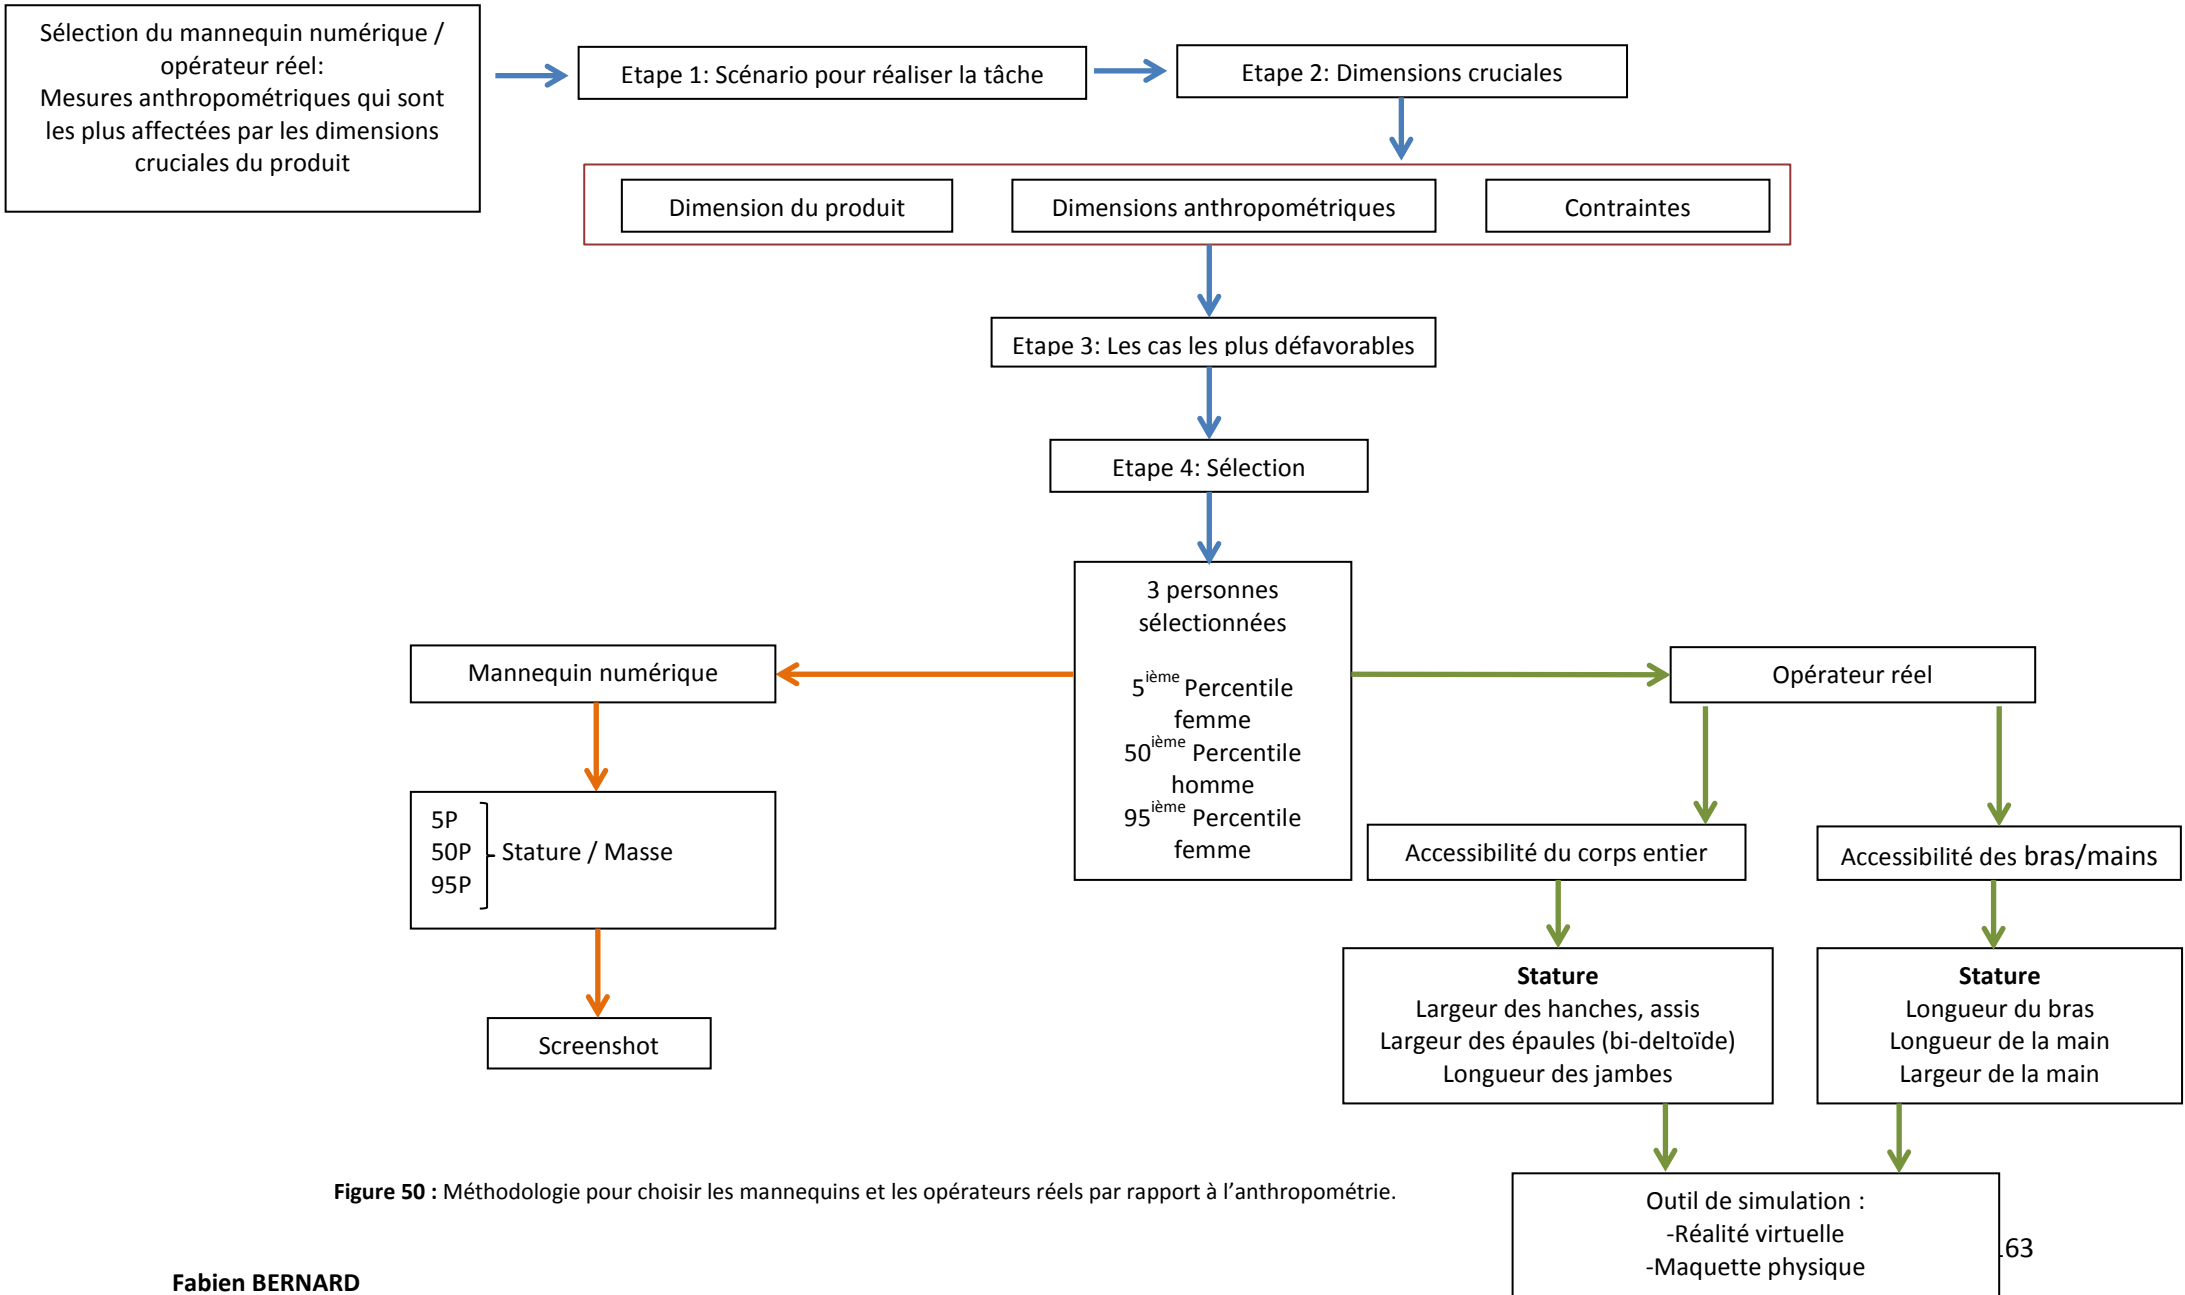 Sélection du mannequin numérique /
opérateur réel:
Mesures anthropométriques qui sont
les plus affectées par les dimensions
cruciales du produit
Etape 1: Scénario pour réaliser la tâche
Etape 2: Dimensions cruciales
Dimension du produit
Dimensions anthropométriques
Contraintes
Etape 3: Les cas les plus défavorables
Etape 4: Sélection
3 personnes
sélectionnées
5ième Percentile
femme
50ième Percentile
homme
95ième Percentile
femme
Mannequin numérique
5P
50P
95P
Stature / Masse
Screenshot
Opérateur réel
Accessibilité du corps entier
Accessibilité des bras/mains
Stature
Largeur des hanches, assis
Largeur des épaules (bi-deltoïde)
Longueur des jambes
Stature
Longueur du bras
Longueur de la main
Largeur de la main
Outil de simulation :
-Réalité virtuelle
-Maquette physique
Figure 50 : Méthodologie pour choisir les mannequins et les opérateurs réels par rapport à l’anthropométrie.
63
Fabien BERNARD